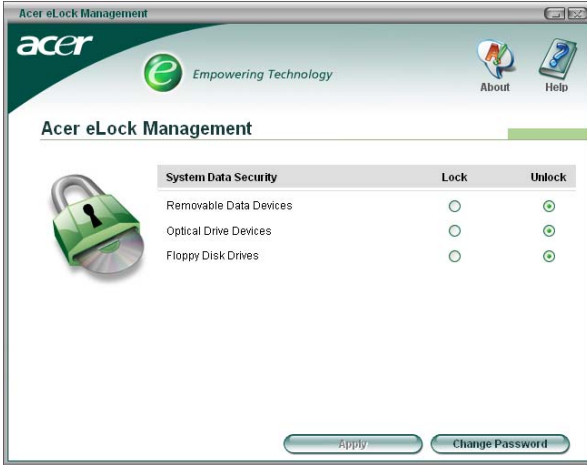 Acer eLock Management
acer
e Empowering Technology
About Help
Acer eLock Management
System Data Security Lock Unlock
Removable Data Devices
Optical Drive Devices
Floppy Disk Drives
Apply Change Password